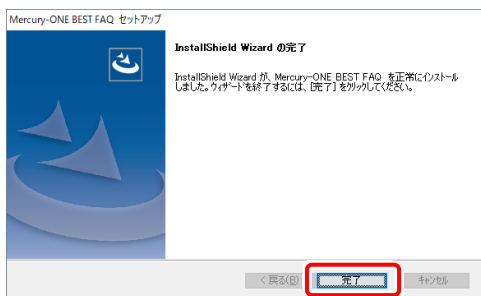 Mercury-ONE BEST FAQ セットアップ
InstallShield Wizard の完了
InstallShield Wizard が、Mercury-ONE BEST FAQ を正常にインストール
しました。ウィザードを終了するには、[完了] をクリックしてください。
< 戻る(B)
完了
キャンセル